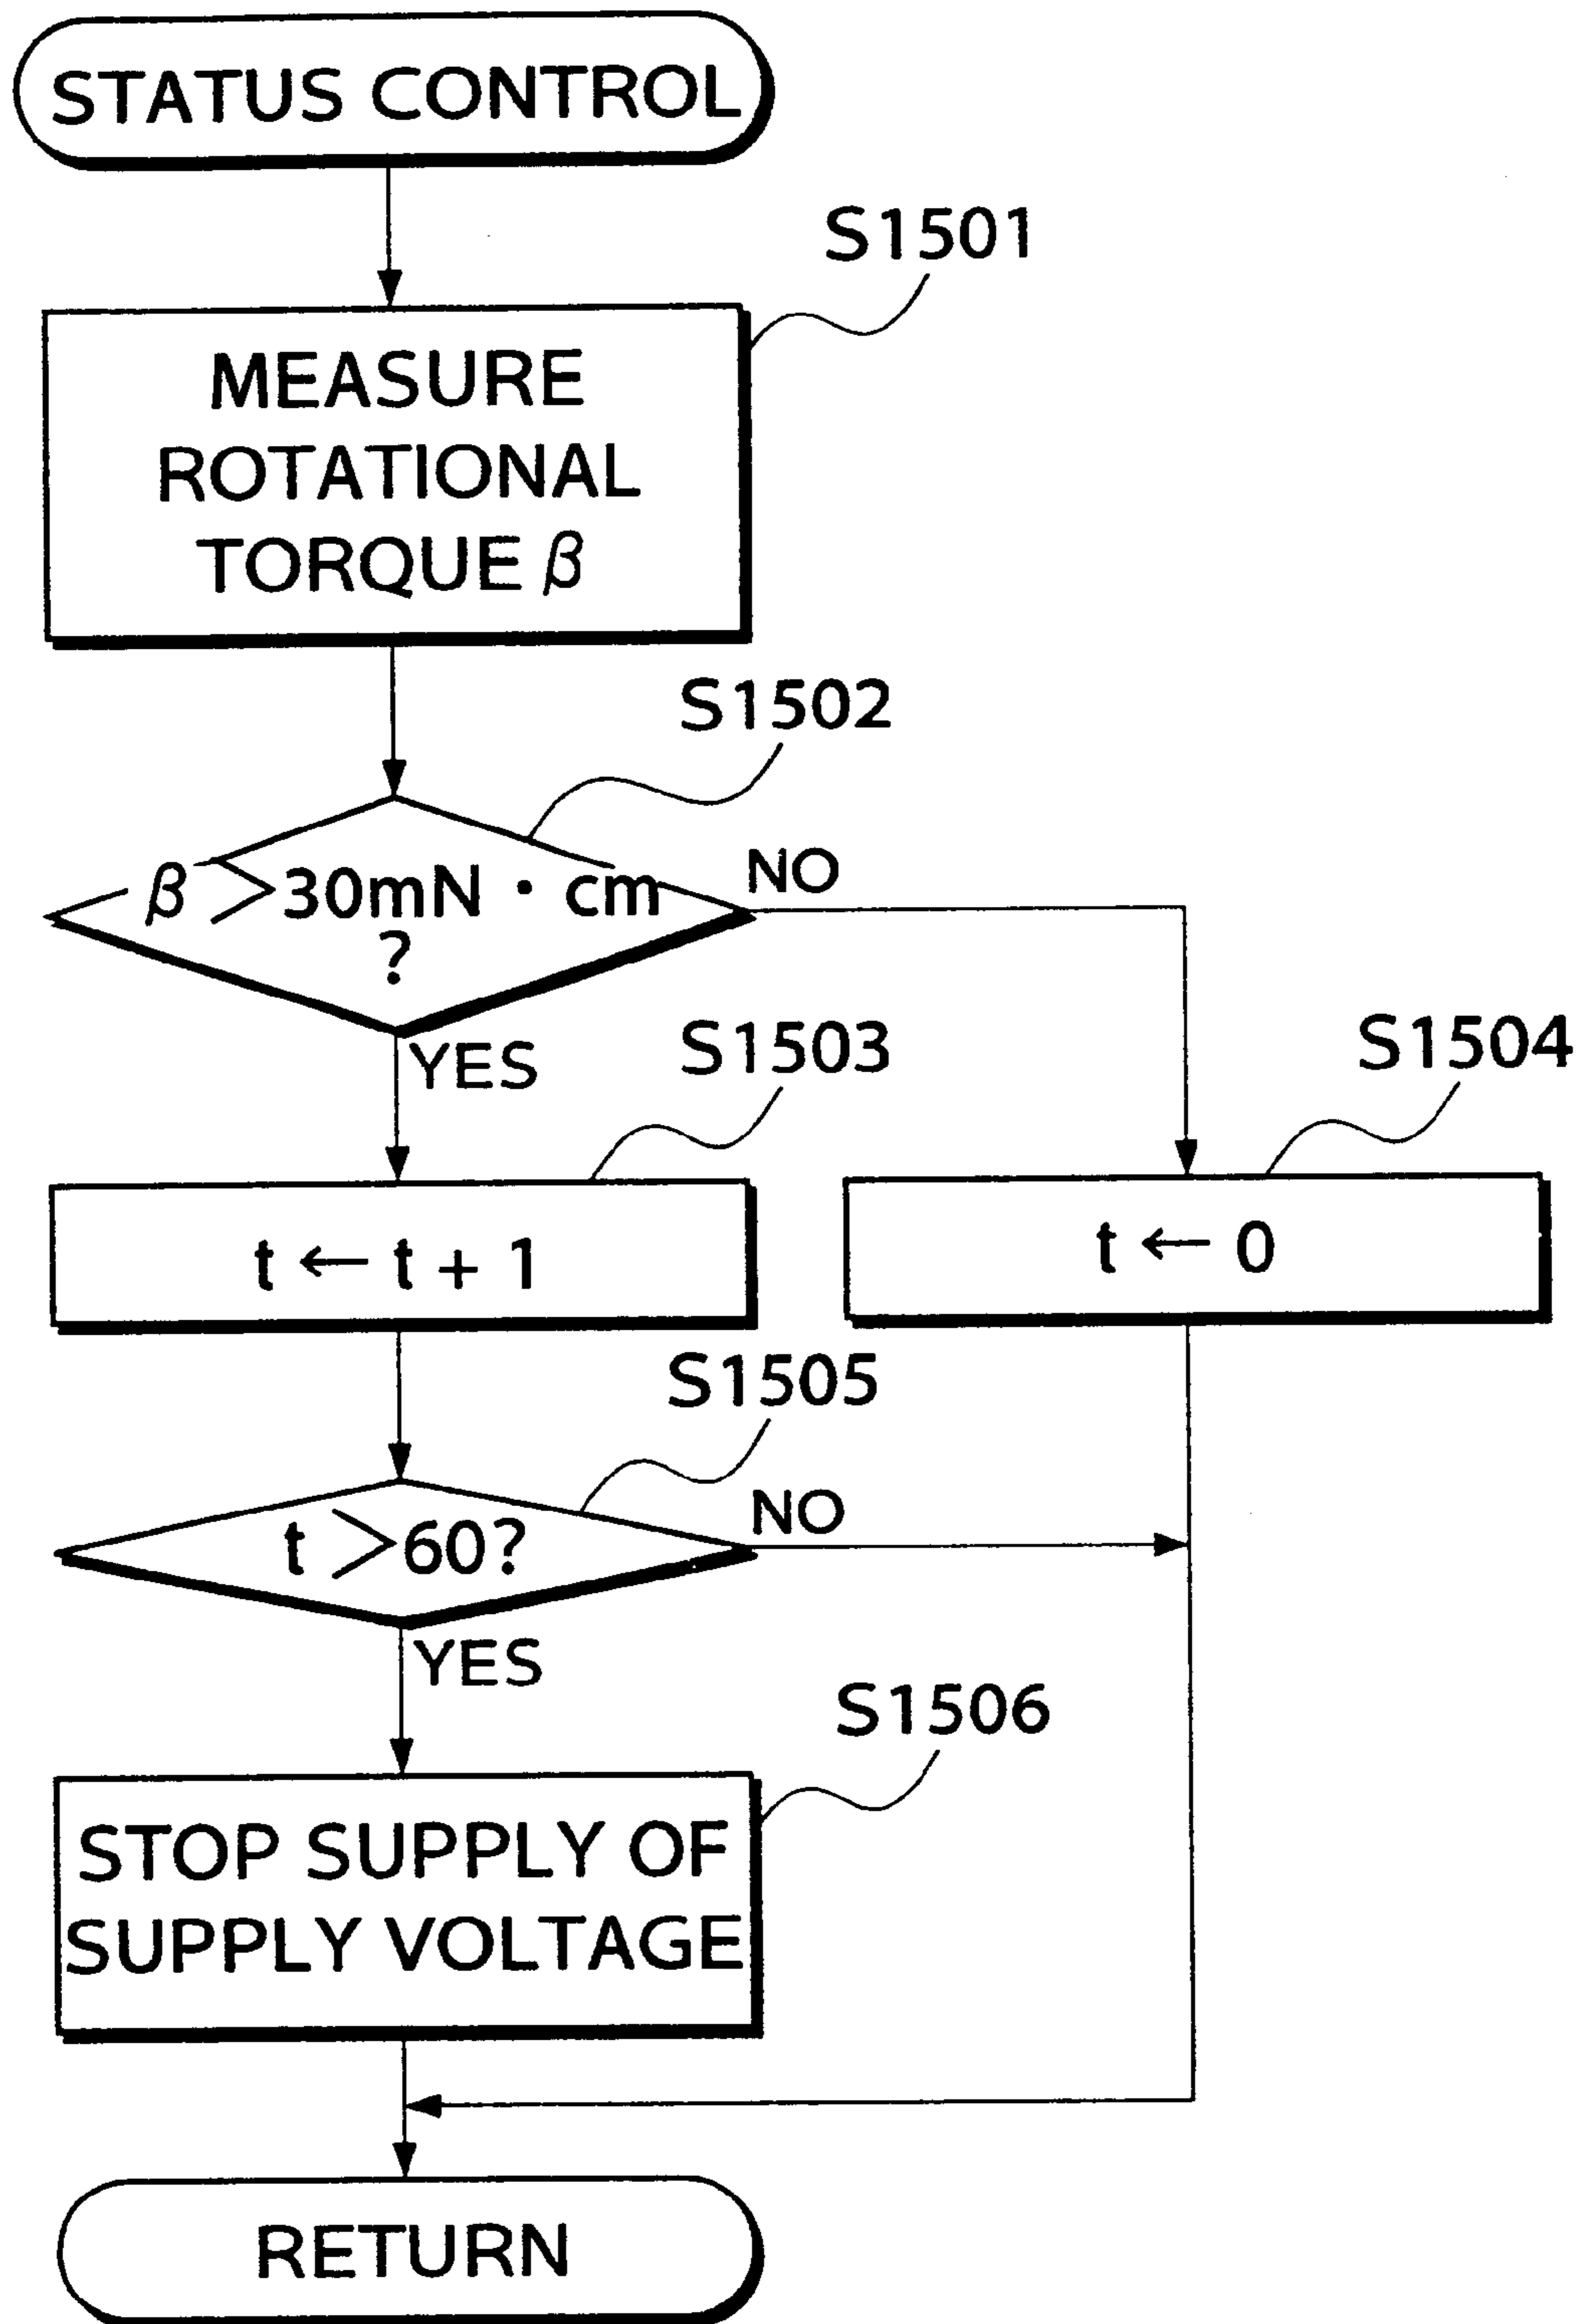 STATUS CONTROL
S1501
MEASURE
ROTATIONAL
TORQUE β
S1502
β >30mN · cm
?
NO
YES
S1503
S1504
t ← t + 1
t ← 0
S1505
t >60?
NO
YES
S1506
STOP SUPPLY OF
SUPPLY VOLTAGE
RETURN